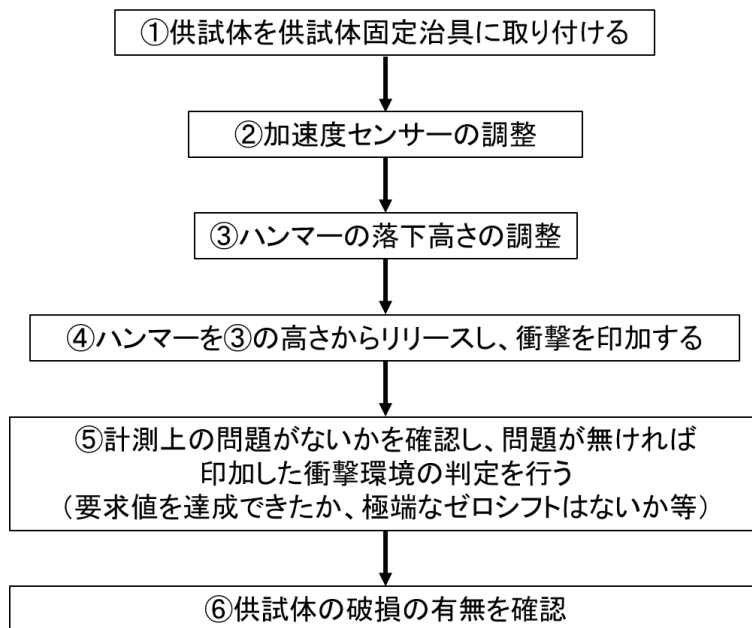 ①供試体を供試体固定治具に取り付ける
②加速度センサーの調整
③ハンマーの落下高さの調整
④ハンマーを③の高さからリリースし、衝撃を印加する
⑤計測上の問題がないかを確認し、問題が無ければ
印加した衝撃環境の判定を行う
（要求値を達成できたか、極端なゼロシフトはないか等）
⑥供試体の破損の有無を確認